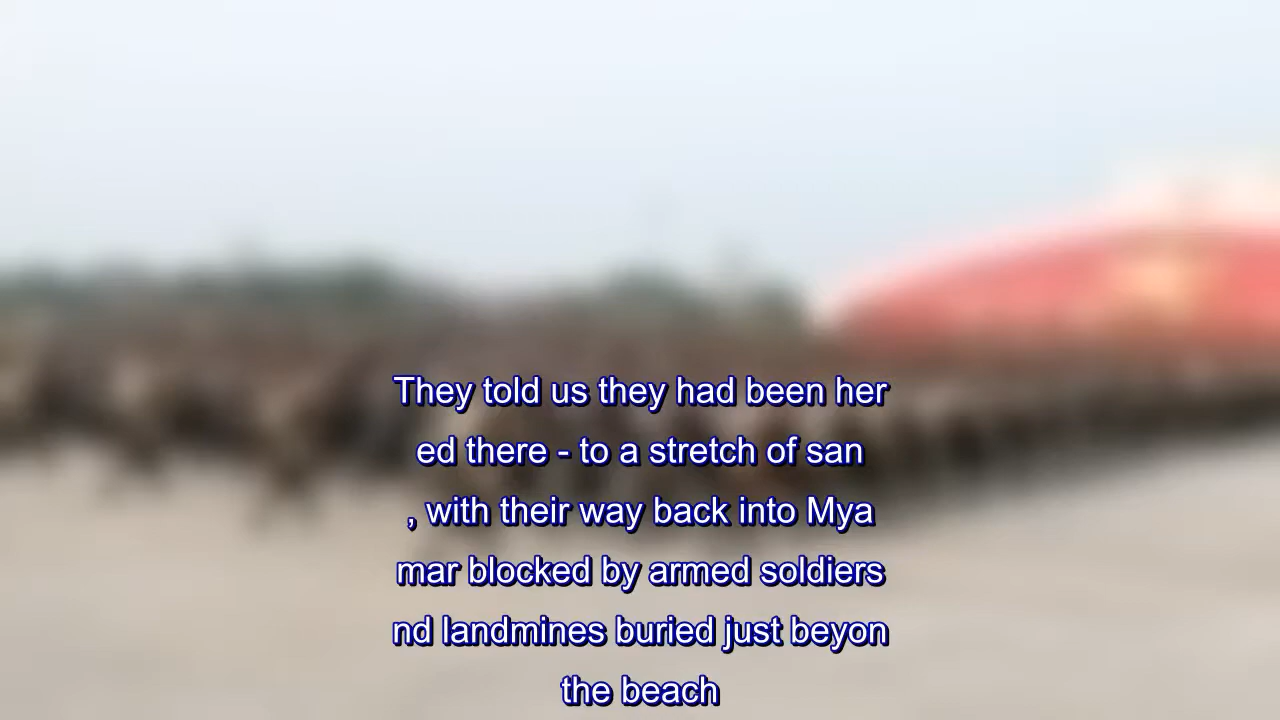 They told us they had been her
ed there - to a stretch of san
, with their way back into Mya
mar blocked by armed soldiers
nd landmines buried just beyon
the beach